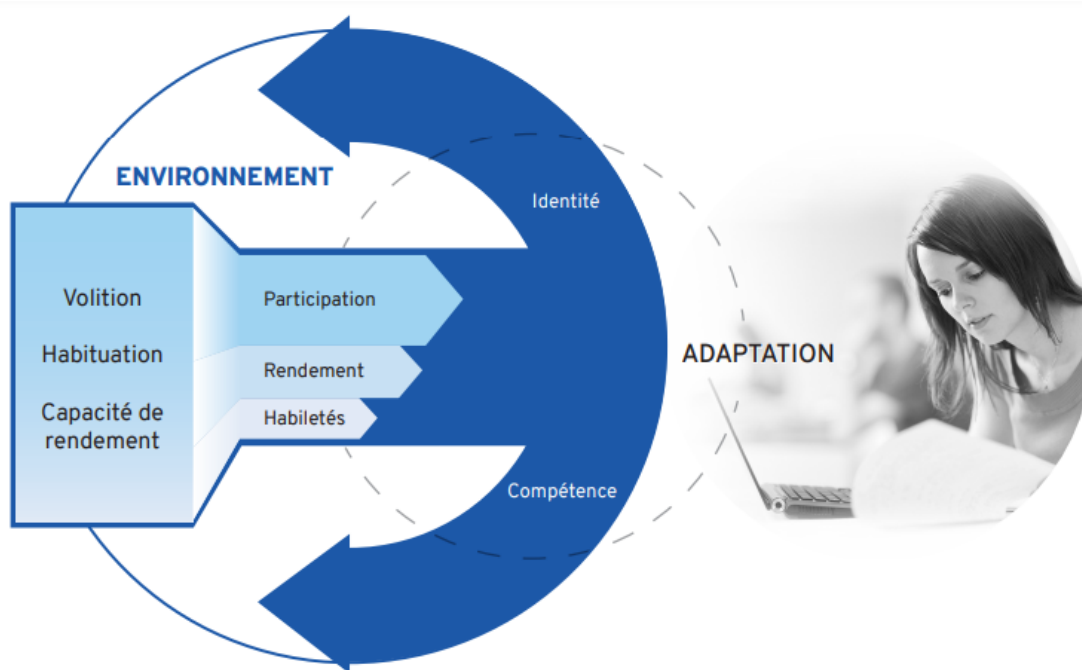 ENVIRONNEMENT
Volition
Habituation
Capacité de
rendement
Participation
Rendement
Habiletés
Identité
Compétence
ADAPTATION